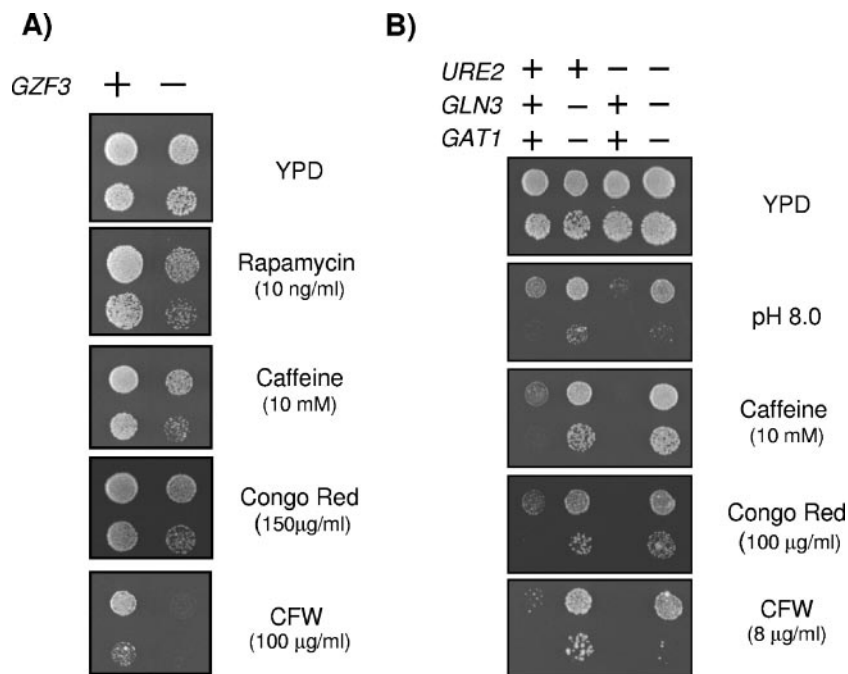 A)
GZF3 + −
YPD
Rapamycin
(10 ng/ml)
Caffeine
(10 mM)
Congo Red
(150µg/ml)
CFW
(100 µg/ml)
B)
URE2 + + − −
GLN3 + − + −
GAT1 + − + −
YPD
pH 8.0
Caffeine
(10 mM)
Congo Red
(100 µg/ml)
CFW
(8 µg/ml)